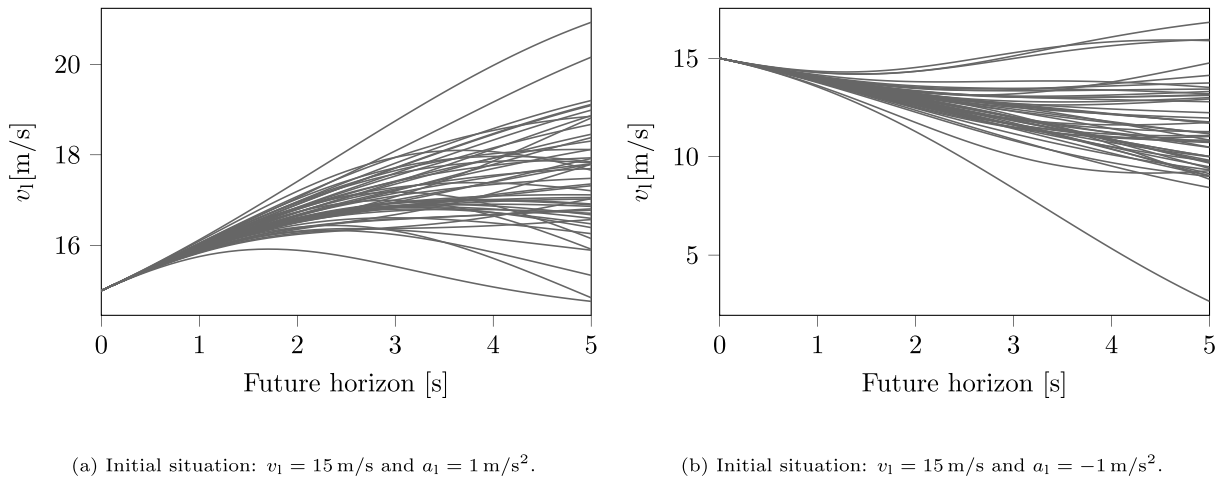 20
18
16
v_l[m/s]
0 1 2 3 4 5
Future horizon [s]
(a) Initial situation: v_l = 15 m/s and a_l = 1 m/s².
15
10
5
v_l[m/s]
0 1 2 3 4 5
Future horizon [s]
(b) Initial situation: v_l = 15 m/s and a_l = −1 m/s².